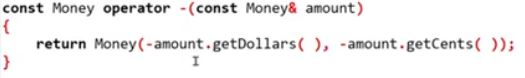 const Money operator -(const Money& amount)
{
    return Money(-amount.getDollars( ), -amount.getCents( ));
}